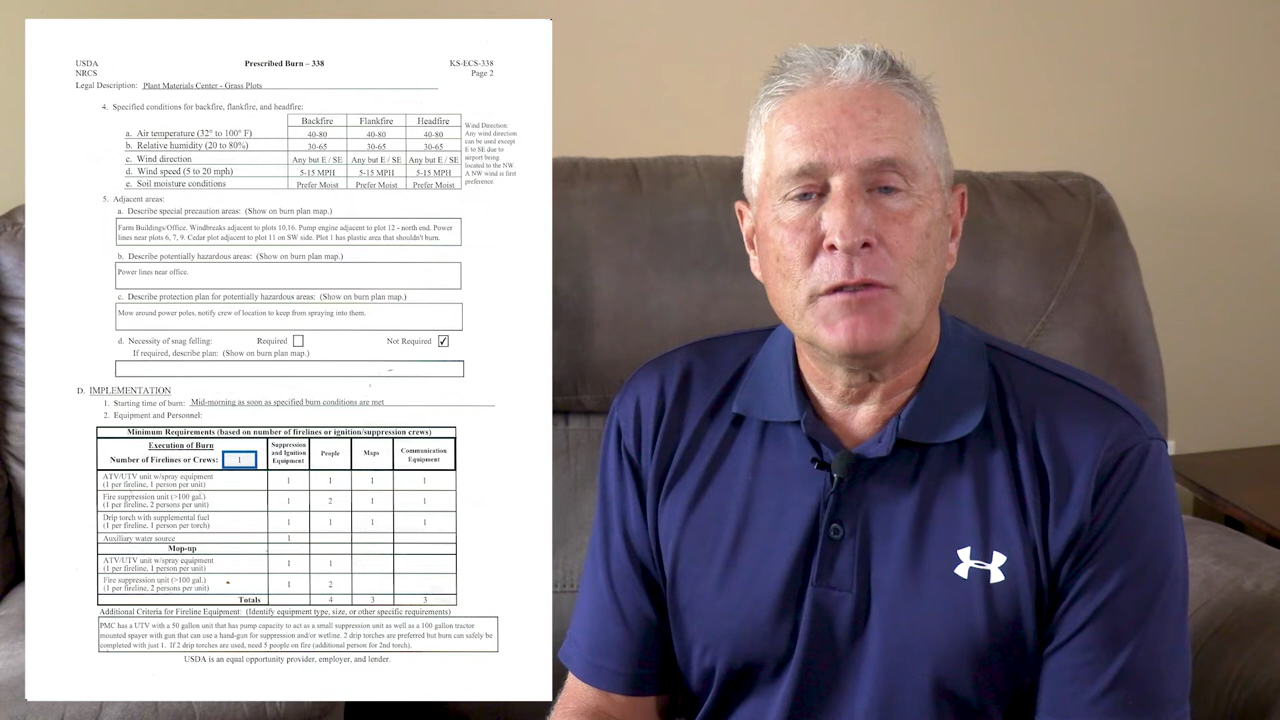 USDA Prescribed Burn – 338 KS-ECS-338
NRCS Page 2
Legal Description: Plant Materials Center - Grass Plots
4. Specified conditions for backfire, flankfire, and headfire:
Backfire Flankfire Headfire
a. Air temperature (32° to 100° F) 40-80 40-80 40-80
b. Relative humidity (20 to 80%) 30-65 30-65 30-65
c. Wind direction Any but E / SE Any but E / SE Any but E / SE
d. Wind speed (5 to 20 mph) 5-15 MPH 5-15 MPH 5-15 MPH
e. Soil moisture conditions Prefer Moist Prefer Moist Prefer Moist
Wind Direction:
Any wind direction
can be used except
E to SE due to
airport being
located to the NW.
A NW wind is first
preference.
5. Adjacent areas:
a. Describe special precaution areas: (Show on burn plan map.)
Farm Buildings/Office. Windbreaks adjacent to plots 10,16. Pump engine adjacent to plot 12 - north end. Power
lines near plots 6, 7, 9. Cedar plot adjacent to plot 11 on SW side. Plot 1 has plastic area that shouldn't burn.
b. Describe potentially hazardous areas: (Show on burn plan map.)
Power lines near office.
c. Describe protection plan for potentially hazardous areas: (Show on burn plan map.)
Mow around power poles, notify crew of location to keep from spraying into them.
d. Necessity of snag felling: Required Not Required ✓
If required, describe plan: (Show on burn plan map.)
D. IMPLEMENTATION
1. Starting time of burn: Mid-morning as soon as specified burn conditions are met
2. Equipment and Personnel:
Minimum Requirements (based on number of firelines or ignition/suppression crews)
Execution of Burn
Number of Firelines or Crews: 1
Suppression
and Ignition
Equipment
People
Maps
Communication
Equipment
ATV/UTV unit w/spray equipment
(1 per fireline, 1 person per unit) 1 1 1 1
Fire suppression unit (>100 gal.)
(1 per fireline, 2 persons per unit) 1 2 1 1
Drip torch with supplemental fuel
(1 per fireline, 1 person per torch) 1 1 1 1
Auxiliary water source 1
Mop-up
ATV/UTV unit w/spray equipment
(1 per fireline, 1 person per unit) 1 1
Fire suppression unit (>100 gal.)
(1 per fireline, 2 persons per unit) 1 2
Totals 4 3 3
Additional Criteria for Fireline Equipment: (Identify equipment type, size, or other specific requirements)
PMC has a UTV with a 50 gallon unit that has pump capacity to act as a small suppression unit as well as a 100 gallon tractor
mounted sprayer with gun that can use a hand-gun for suppression and/or wetline. 2 drip torches are preferred but burn can safely be
completed with just 1. If 2 drip torches are used, need 5 people on fire (additional person for 2nd torch).
USDA is an equal opportunity provider, employer, and lender.